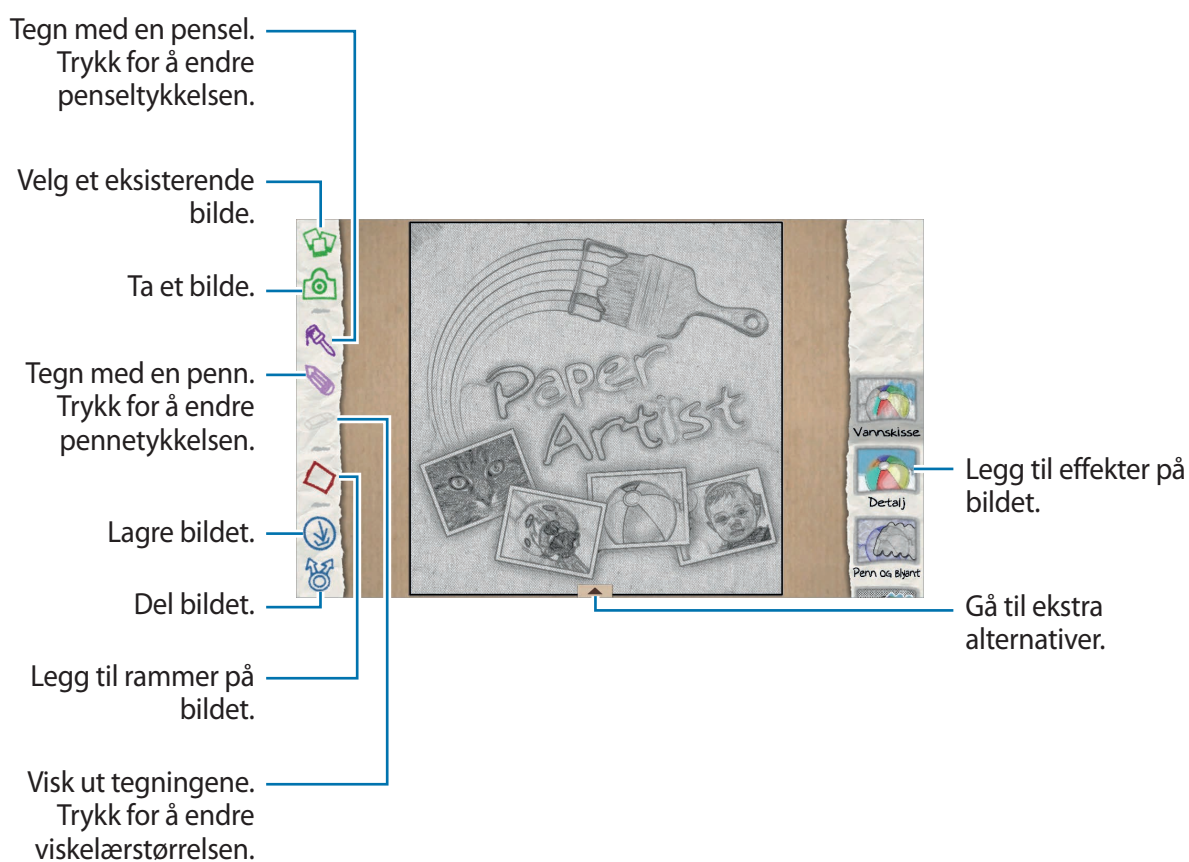 Tegn med en pensel.
Trykk for å endre
penseltykkelsen.
Velg et eksisterende
bilde.
Ta et bilde.
Tegn med en penn.
Trykk for å endre
pennetykkelsen.
Lagre bildet.
Del bildet.
Legg til rammer på
bildet.
Visk ut tegningene.
Trykk for å endre
viskelærstørrelsen.
Paper
Artist
Vannskisse
Detalj
Penn og Blyant
Legg til effekter på
bildet.
Gå til ekstra
alternativer.